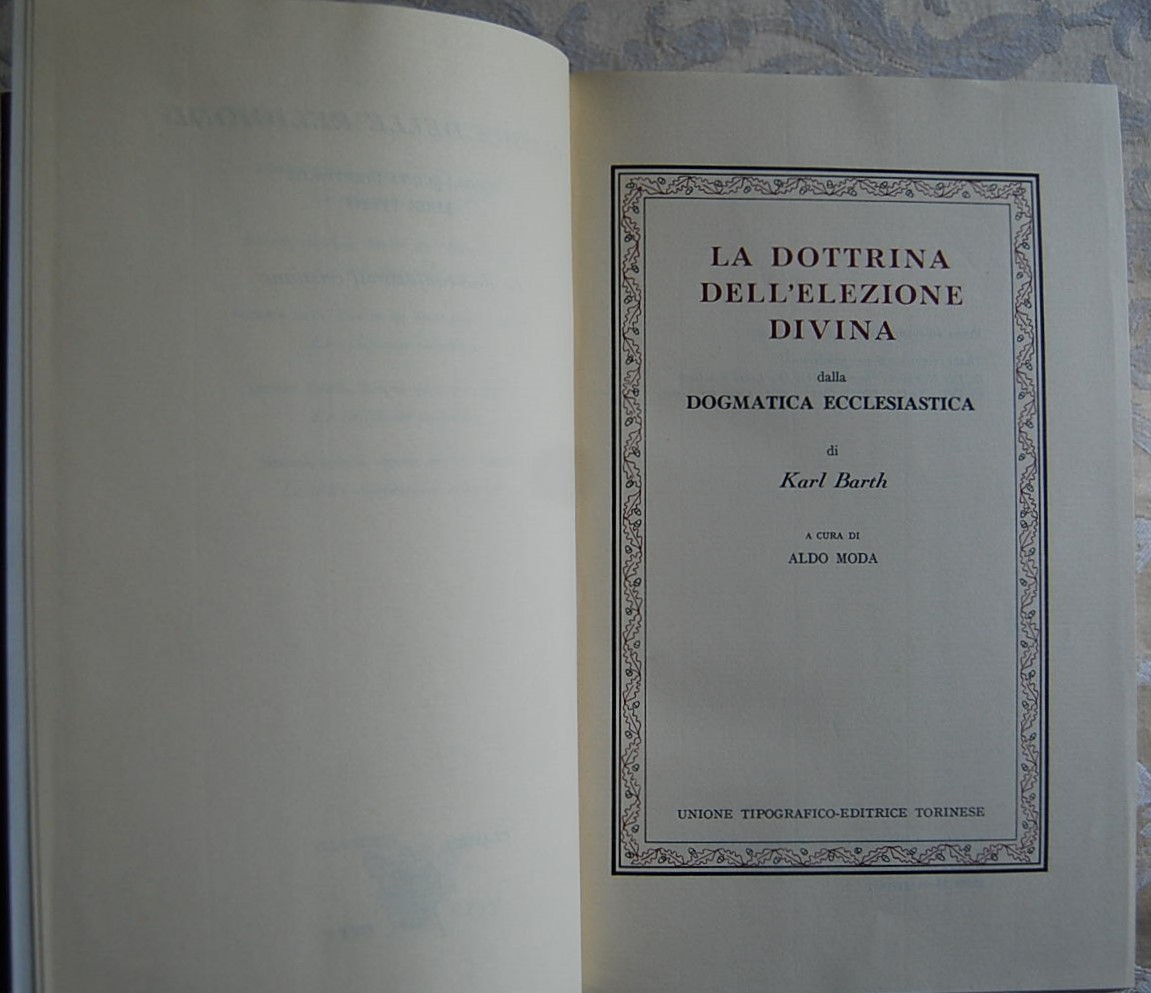 LA DOTTRINA
DELL'ELEZIONE
DIVINA
dalla
DOGMATICA ECCLESIASTICA
di
Karl Barth
A CURA DI
ALDO MODA
UNIONE TIPOGRAFICO-EDITRICE TORINESE